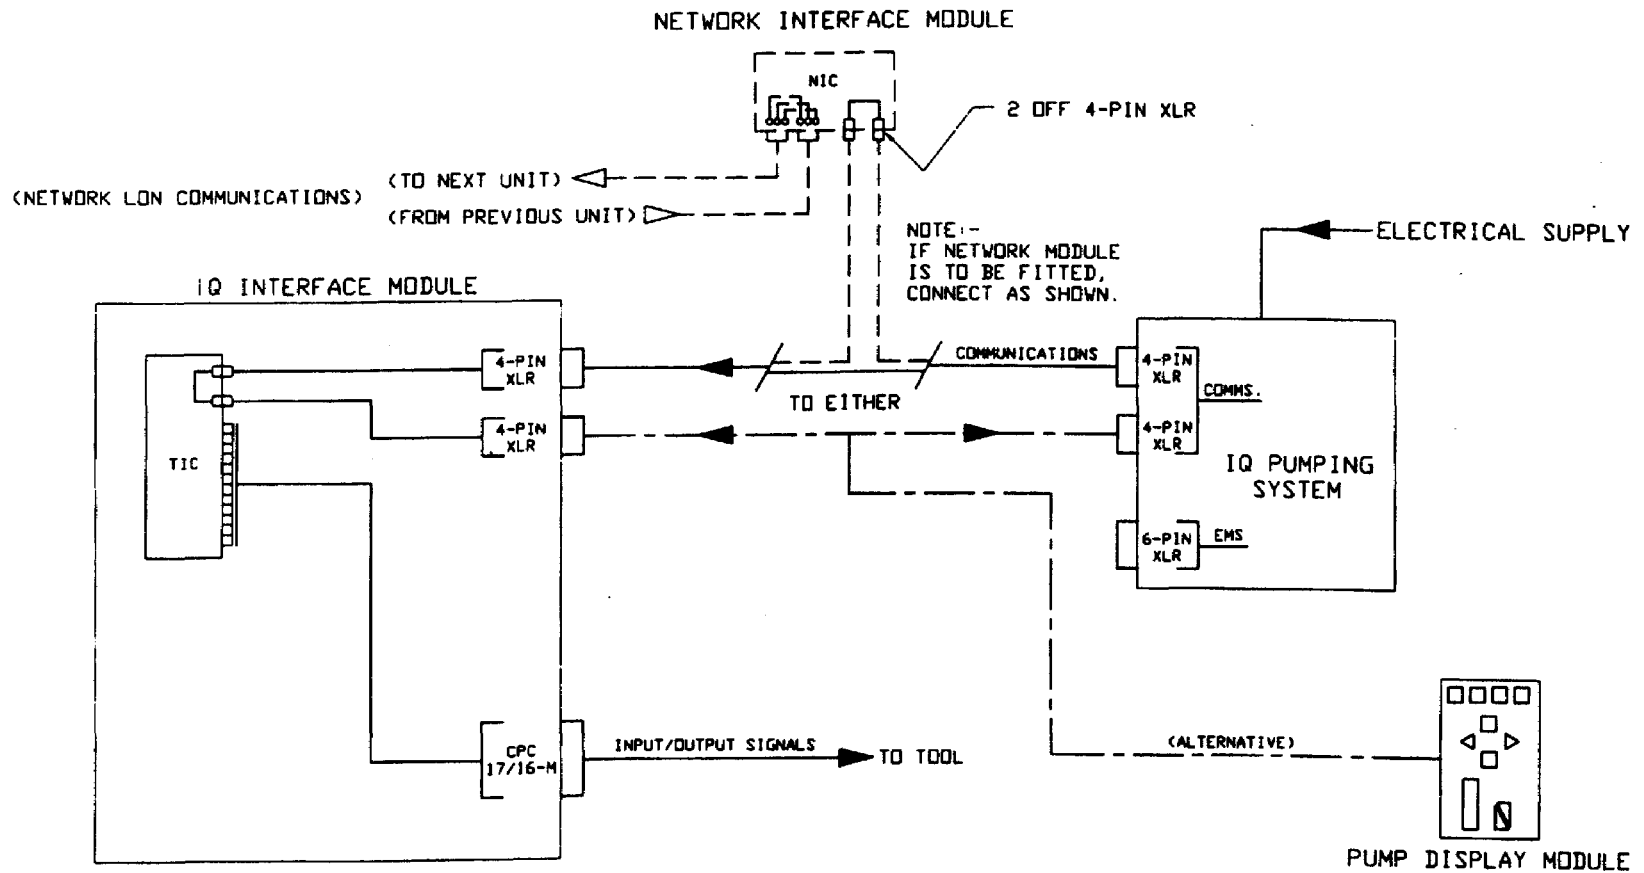 NETWORK INTERFACE MODULE
NIC
2 OFF 4-PIN XLR
(NETWORK LON COMMUNICATIONS)
(TO NEXT UNIT)
(FROM PREVIOUS UNIT)
NOTE:-
IF NETWORK MODULE
IS TO BE FITTED,
CONNECT AS SHOWN.
ELECTRICAL SUPPLY
iQ INTERFACE MODULE
4-PIN
XLR
COMMUNICATIONS
4-PIN
XLR
COMMS.
TO EITHER
4-PIN
XLR
4-PIN
XLR
TIC
IQ PUMPING
SYSTEM
6-PIN
XLR
EMS
CPC
17/16-M
INPUT/OUTPUT SIGNALS
TO TOOL
(ALTERNATIVE)
PUMP DISPLAY MODULE